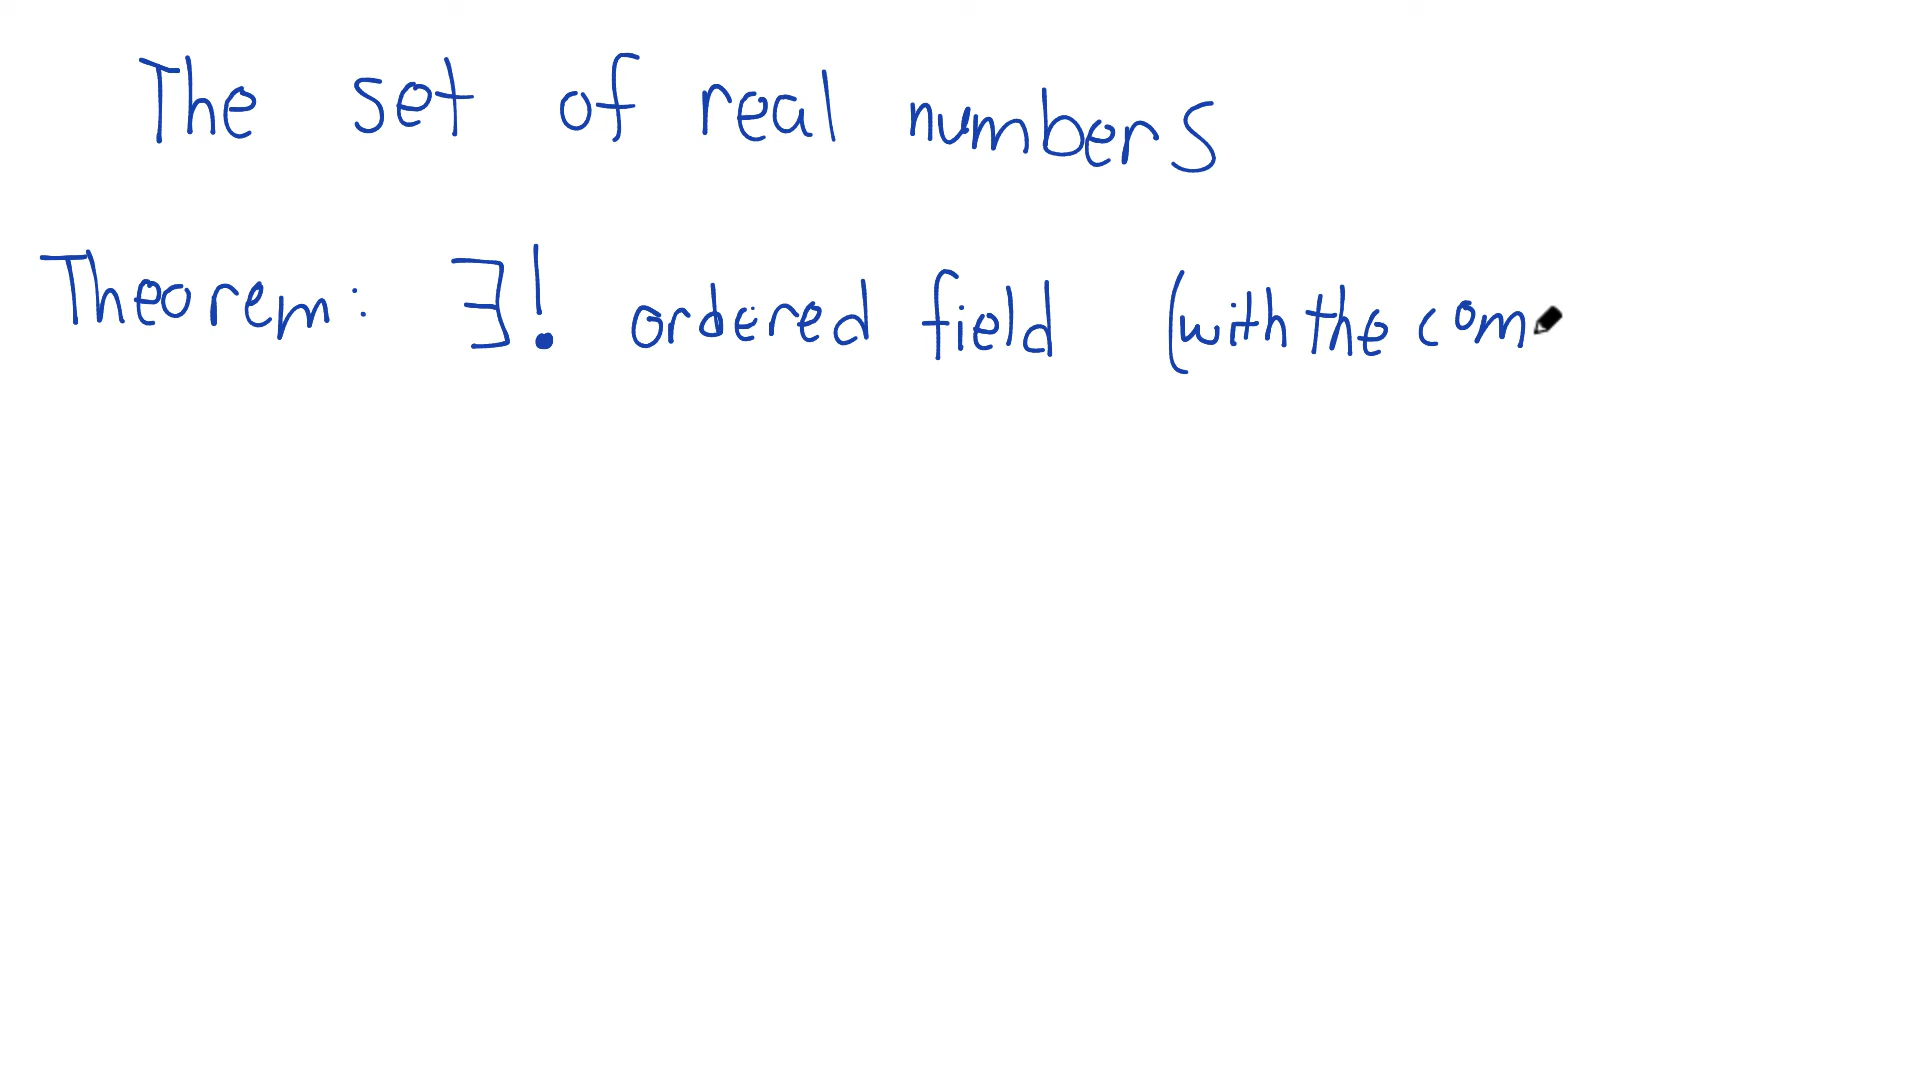 The set of real numbers
Theorem: ∃! ordered field (with the com